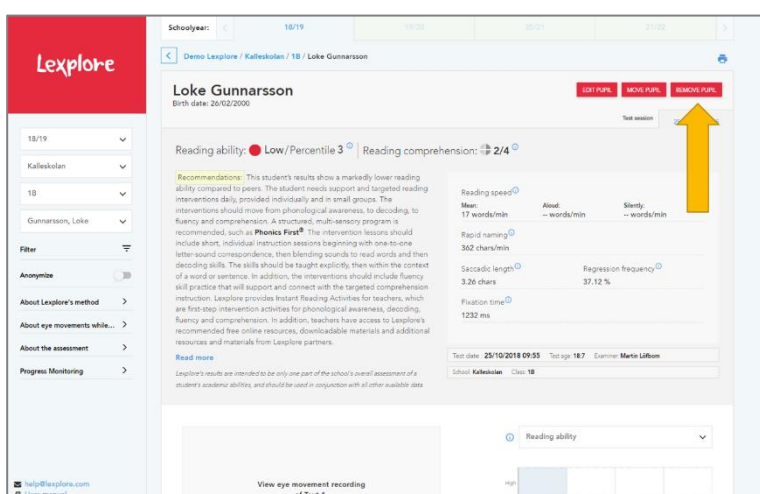 Schoolyear:
18/19
19/20
20/21
21/22
Lexplore
Demo Lexplore / Kalleskolan / 1B / Loke Gunnarsson
Loke Gunnarsson
Birth date: 26/02/2000
EDIT PUPIL
MOVE PUPIL
REMOVE PUPIL
Test session
18/19
Kalleskolan
1B
Gunnarsson, Loke
Filter
Anonymize
About Lexplore's method
About eye movements while...
About the assessment
Progress Monitoring
help@lexplore.com
Reading ability: Low/Percentile 3
Reading comprehension: 2/4
Recommendations: This student's results show a markedly lower reading
ability compared to peers. The student needs support and targeted reading
interventions daily, provided individually and in small groups. The
interventions should move from phonological awareness, to decoding, to
fluency and comprehension. A structured, multi-sensory program is
recommended, such as Phonics First® The intervention lessons should
include short, individual instruction sessions beginning with one-to-one
letter-sound correspondence, then blending sounds to read words and then
decoding skills. The skills should be taught explicitly, then within the context
of a word or sentence. In addition, the interventions should include fluency
skill practice that will support and connect with the targeted comprehension
instruction. Lexplore provides Instant Reading Activities for teachers, which
are first-step intervention activities for phonological awareness, decoding,
fluency and comprehension. In addition, teachers have access to Lexplore's
recommended free online resources, downloadable materials and additional
resources and materials from Lexplore partners.
Read more
Lexplore's results are intended to be only one part of the school's overall assessment of a
student's academic abilities, and should be used in conjunction with all other available data
Reading speed
Mean:
17 words/min
Aloud:
-- words/min
Silently:
-- words/min
Rapid naming
362 chars/min
Saccadic length
3.26 chars
Regression frequency
37.12 %
Fixation time
1232 ms
Test date: 25/10/2018 09:55 Test age: 18:7 Examiner: Martin Löfbom
School: Kalleskolan Class: 1B
View eye movement recording
of Text 1
Reading ability
High